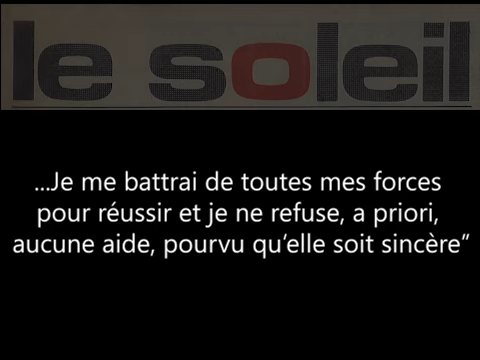 le soleil
...Je me battrai de toutes mes forces
pour réussir et je ne refuse, a priori,
aucune aide, pourvu qu’elle soit sincère”